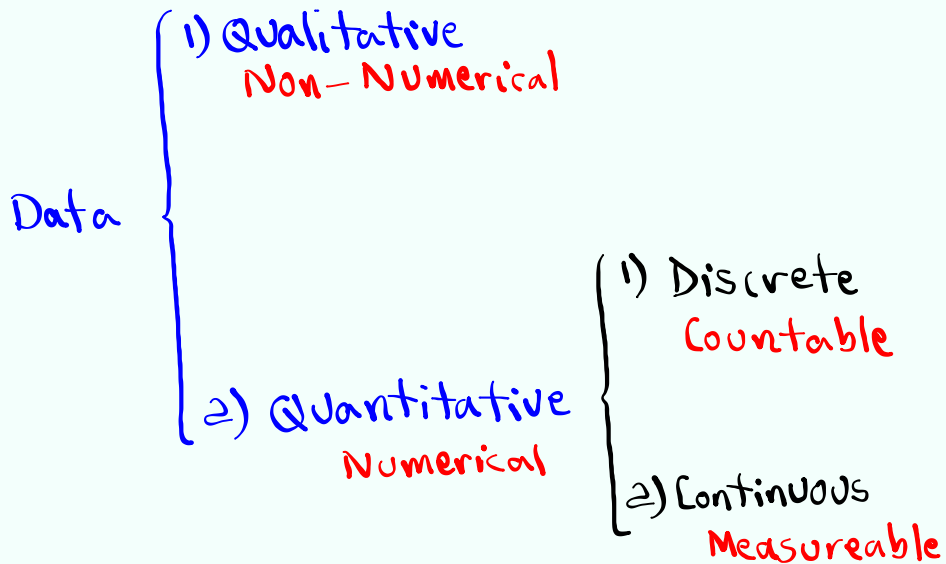 1) Qualitative
Non-Numerical
Data
1) Discrete
Countable
2) Quantitative
Numerical
2) Continuous
Measureable